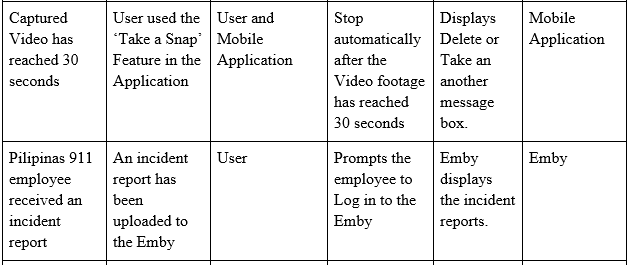 Captured
Video has
reached 30
seconds
User used the
‘Take a Snap’
Feature in the
Application
User and
Mobile
Application
Stop
automatically
after the
Video footage
has reached
30 seconds
Displays
Delete or
Take an
another
message
box.
Mobile
Application
Pilipinas 911
employee
received an
incident
report
An incident
report has
been
uploaded to
the Emby
User
Prompts the
employee to
Log in to the
Emby
Emby
displays
the incident
reports.
Emby